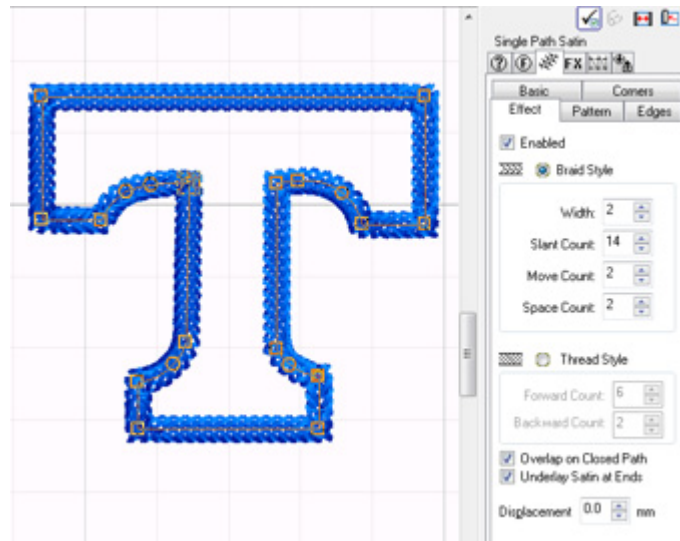 Single Path Satin
? F FX
Basic Corners
Effect Pattern Edges
Enabled
Braid Style
Width: 2
Slant Count: 14
Move Count: 2
Space Count: 2
Thread Style
Forward Count: 6
Backward Count: 2
Overlap on Closed Path
Underlay Satin at Ends
Displacement 0.0 mm